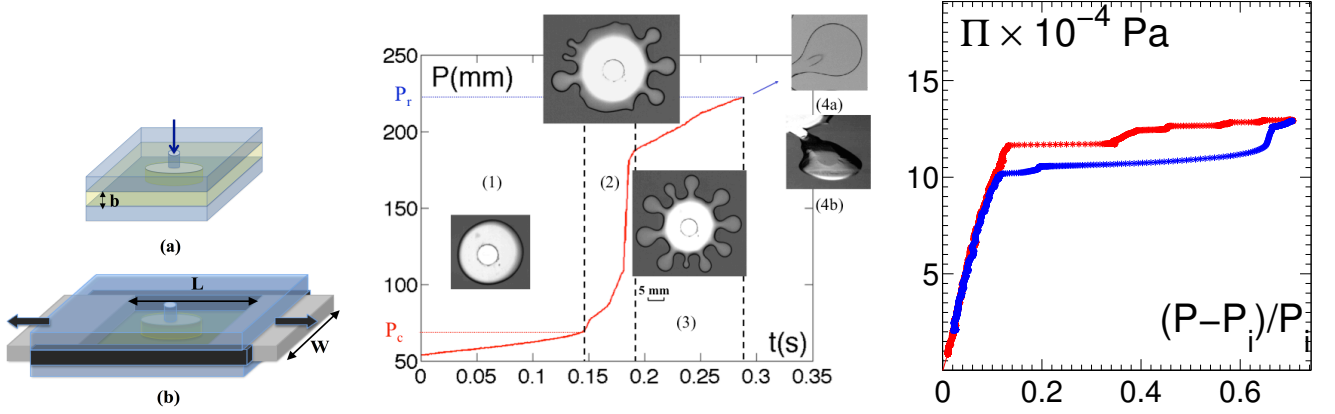 b
(a)
L
W
(b)
P(mm)
250
P_r
200
150
100
P_c
50
0
0.05
0.1
0.15
0.2
0.25
0.3
0.35
t(s)
(1)
(2)
(3)
5 mm
(4a)
(4b)
Π × 10⁻⁴ Pa
15
10
5
0
0.2
0.4
0.6
(P−P_i)/P_i